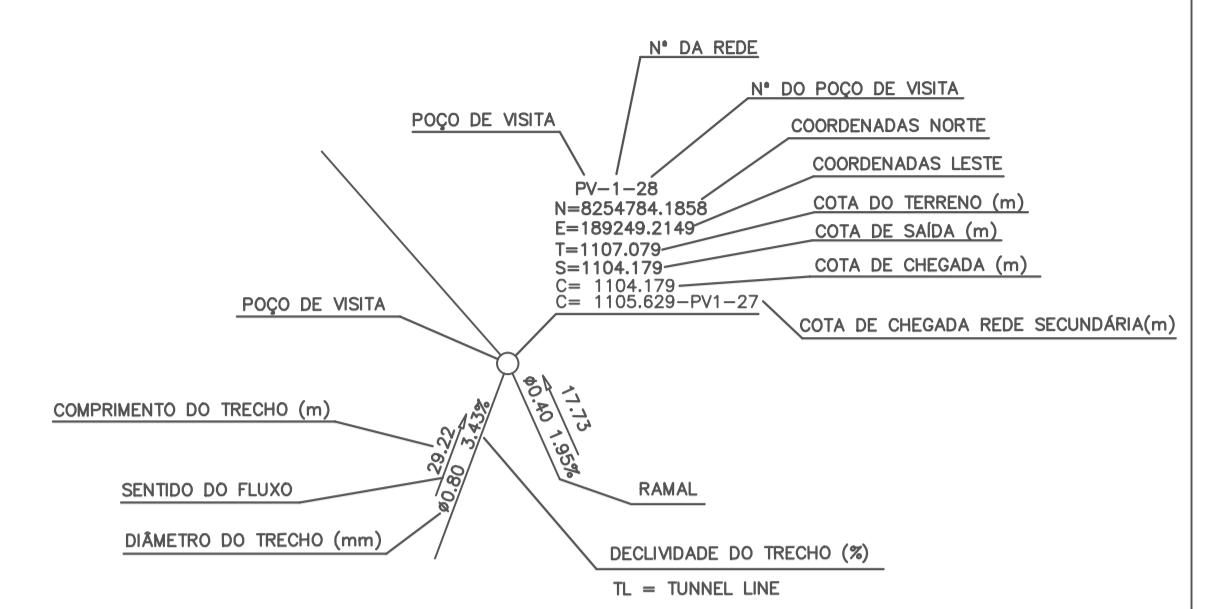 N° DA REDE
N° DO POÇO DE VISITA
POÇO DE VISITA
COORDENADAS NORTE
COORDENADAS LESTE
PV-1-28
N=8254784.1858
E=189249.2149
COTA DO TERRENO (m)
T=1107.079
COTA DE SAÍDA (m)
S=1104.179
COTA DE CHEGADA (m)
C= 1104.179
C= 1105.629-PV1-27
POÇO DE VISITA
COTA DE CHEGADA REDE SECUNDÁRIA(m)
17.73
ø0.40 1.95%
COMPRIMENTO DO TRECHO (m)
29.22
ø0.80 3.43%
SENTIDO DO FLUXO
RAMAL
DIÂMETRO DO TRECHO (mm)
DECLIVIDADE DO TRECHO (%)
TL = TUNNEL LINE